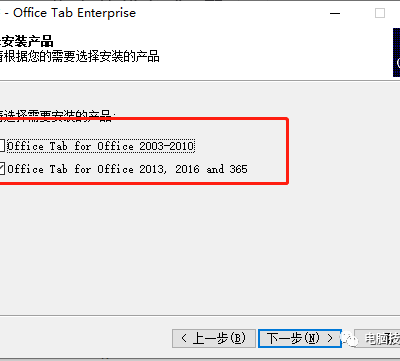 - Office Tab Enterprise
安装产品
请根据您的需要选择安装的产品
选择需要安装的产品:
Office Tab for Office 2003-2010
Office Tab for Office 2013, 2016 and 365
< 上一步(B)
下一步(N) >
电脑技